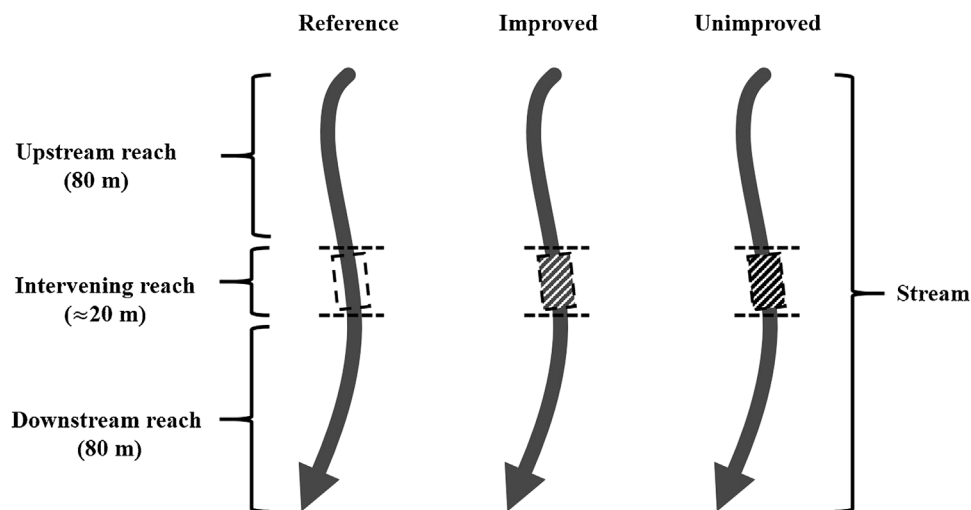 Reference
Improved
Unimproved
Upstream reach
(80 m)
Intervening reach
(≈20 m)
Stream
Downstream reach
(80 m)